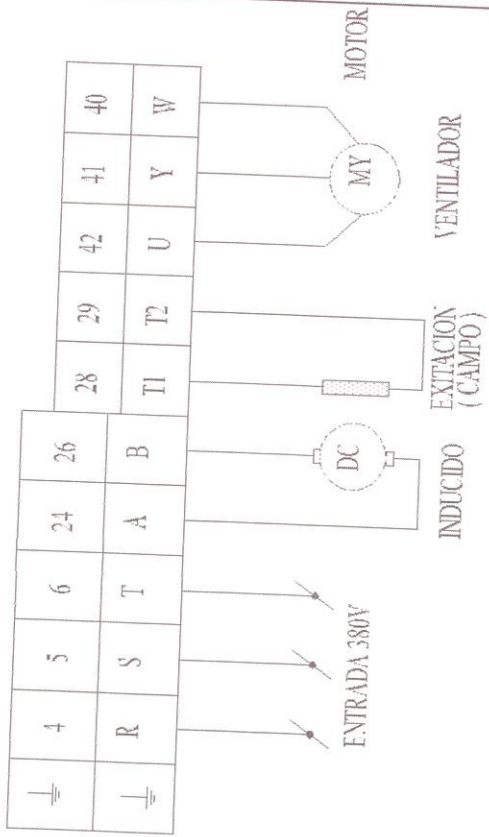 4 5 6 24 26 28 29 42 41 40
R S T A B T1 T2 U Y W
DC
MY
MOTOR
ENTRADA 380V
INDUCIDO
EXITACION
( CAMPO )
VENTILADOR